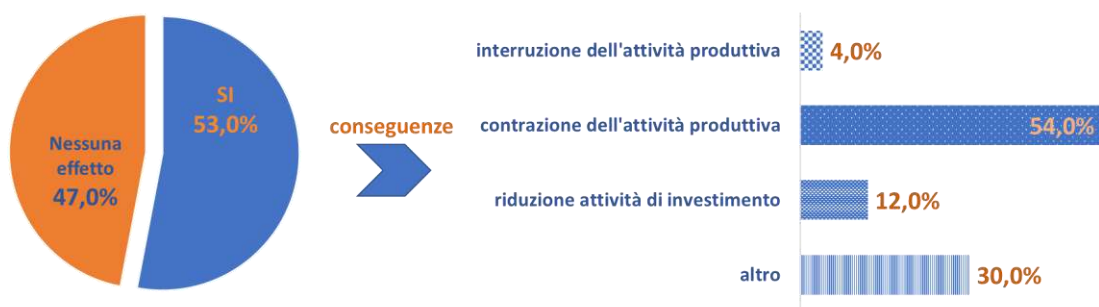 SI
53,0%
Nessuna
effetto
47,0%
conseguenze
interruzione dell'attività produttiva
4,0%
contrazione dell'attività produttiva
54,0%
riduzione attività di investimento
12,0%
altro
30,0%